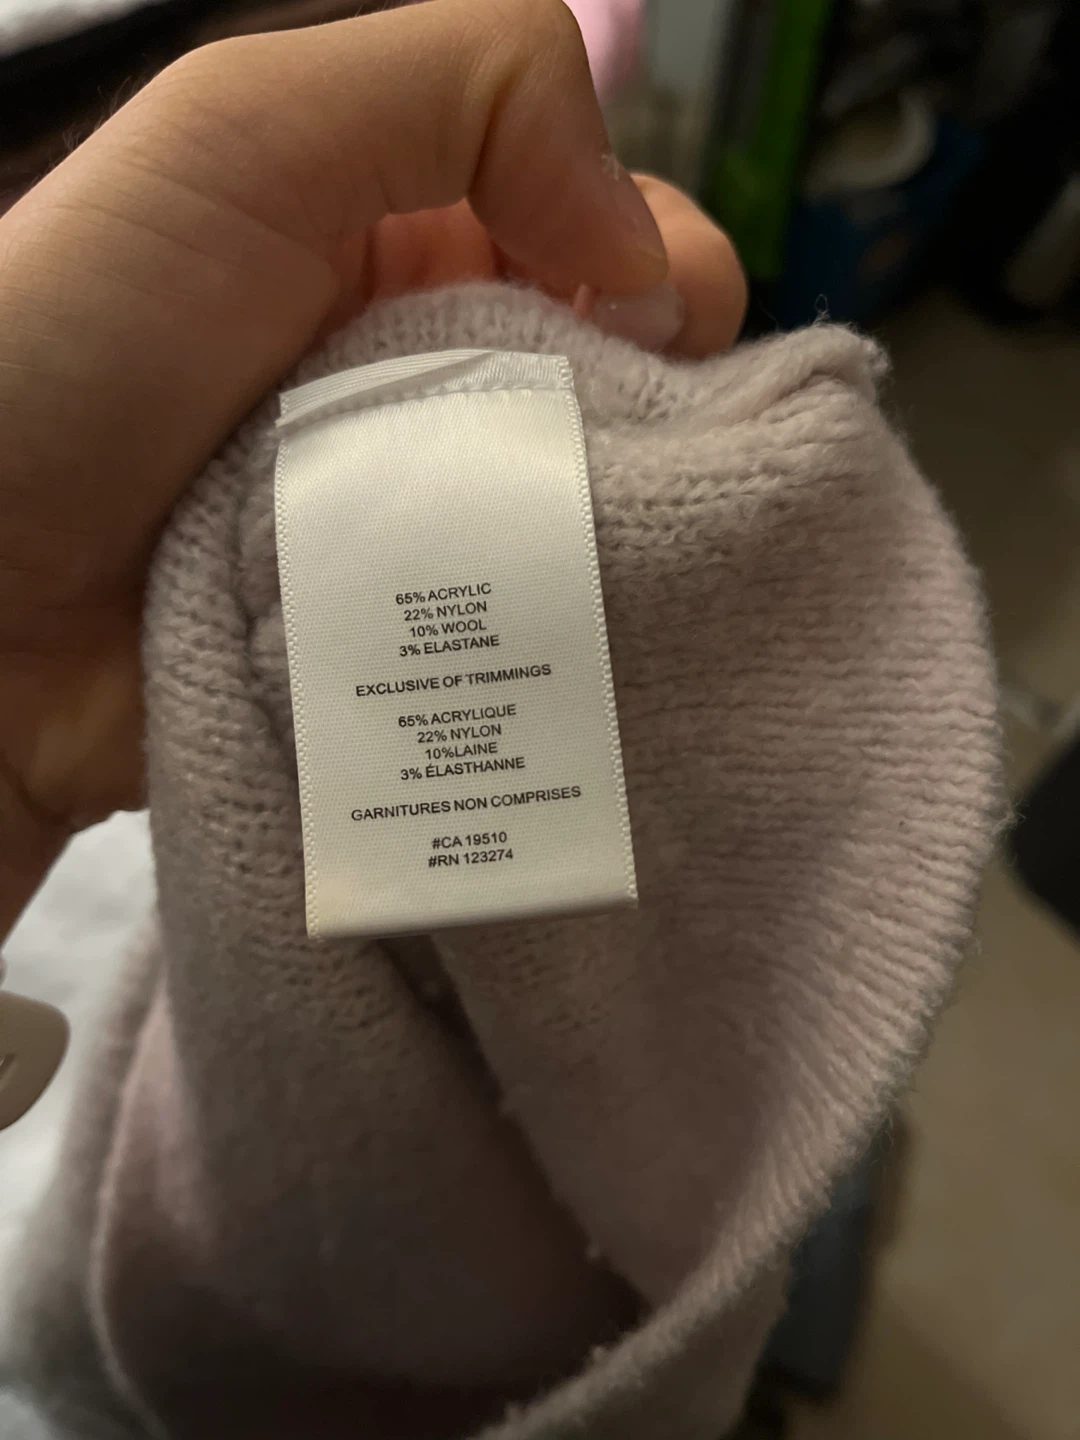 65% ACRYLIC
22% NYLON
10% WOOL
3% ELASTANE
EXCLUSIVE OF TRIMMINGS
65% ACRYLIQUE
22% NYLON
10%LAINE
3% ÉLASTHANNE
GARNITURES NON COMPRISES
#CA 19510
#RN 123274